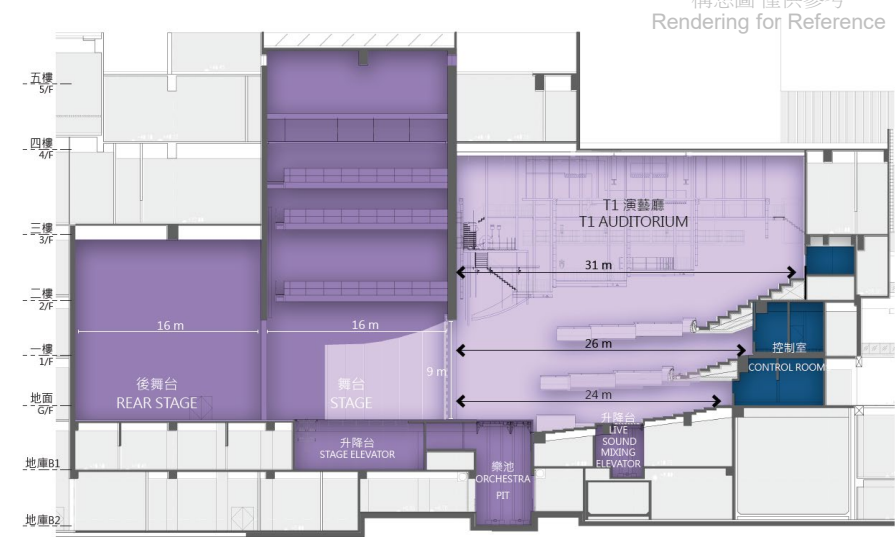 構思圖 僅供參考
Rendering for Reference
五樓
5/F
四樓
4/F
三樓
3/F
二樓
2/F
一樓
1/F
地面
G/F
地庫B1
地庫B2
T1 演藝廳
T1 AUDITORIUM
31 m
26 m
24 m
16 m
16 m
9 m
後舞台
REAR STAGE
舞台
STAGE
控制室
CONTROL ROOM
升降台
STAGE ELEVATOR
樂池
ORCHESTRA
PIT
升降台
LIVE
SOUND
MIXING
ELEVATOR